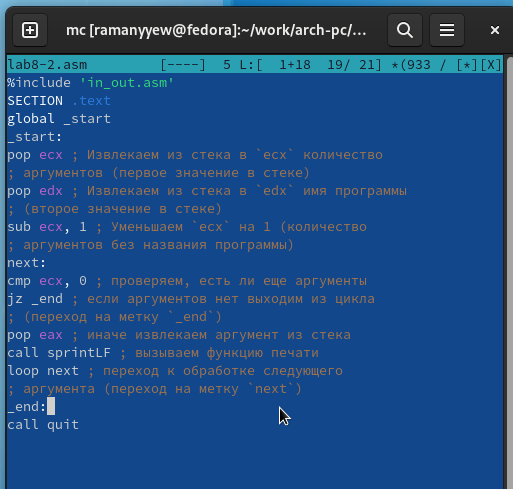 mc [ramanyyew@fedora]:~/work/arch-pc/...
lab8-2.asm [----] 5 L:[ 1+18 19/ 21] *(933 / [*][X]
%include 'in_out.asm'
SECTION .text
global _start
_start:
pop ecx ; Извлекаем из стека в `ecx` количество
; аргументов (первое значение в стеке)
pop edx ; Извлекаем из стека в `edx` имя программы
; (второе значение в стеке)
sub ecx, 1 ; Уменьшаем `ecx` на 1 (количество
; аргументов без названия программы)
next:
cmp ecx, 0 ; проверяем, есть ли еще аргументы
jz _end ; если аргументов нет выходим из цикла
; (переход на метку `_end`)
pop eax ; иначе извлекаем аргумент из стека
call sprintLF ; вызываем функцию печати
loop next ; переход к обработке следующего
; аргумента (переход на метку `next`)
_end:
call quit